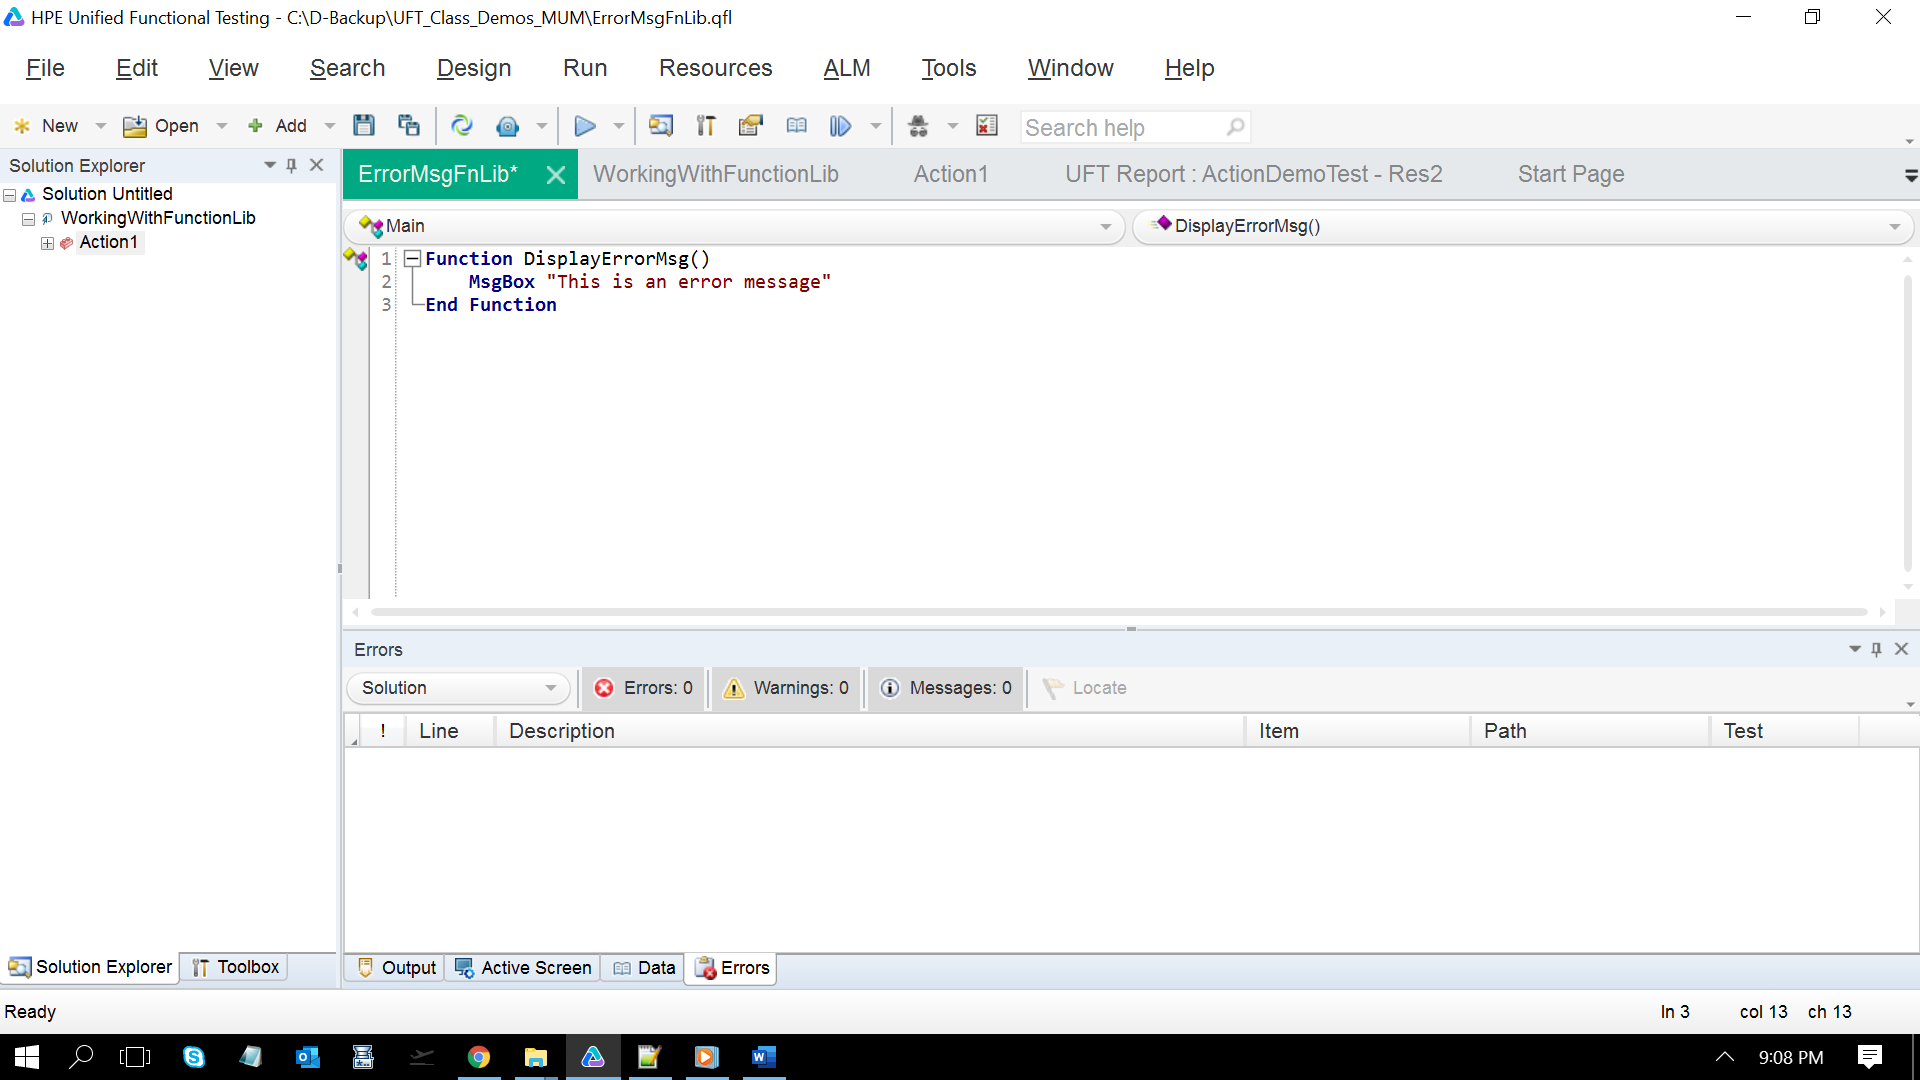 HPE Unified Functional Testing - C:\D-Backup\UFT_Class_Demos_MUM\ErrorMsgFnLib.qfl
File Edit View Search Design Run Resources ALM Tools Window Help
New Open Add Search help
Solution Explorer
Solution Untitled
WorkingWithFunctionLib
Action1
ErrorMsgFnLib* WorkingWithFunctionLib Action1 UFT Report : ActionDemoTest - Res2 Start Page
Main DisplayErrorMsg()
1 Function DisplayErrorMsg()
2 MsgBox "This is an error message"
3 End Function
Errors
Solution Errors: 0 Warnings: 0 Messages: 0 Locate
! Line Description Item Path Test
Solution Explorer Toolbox
Output Active Screen Data Errors
Ready ln 3 col 13 ch 13
9:08 PM